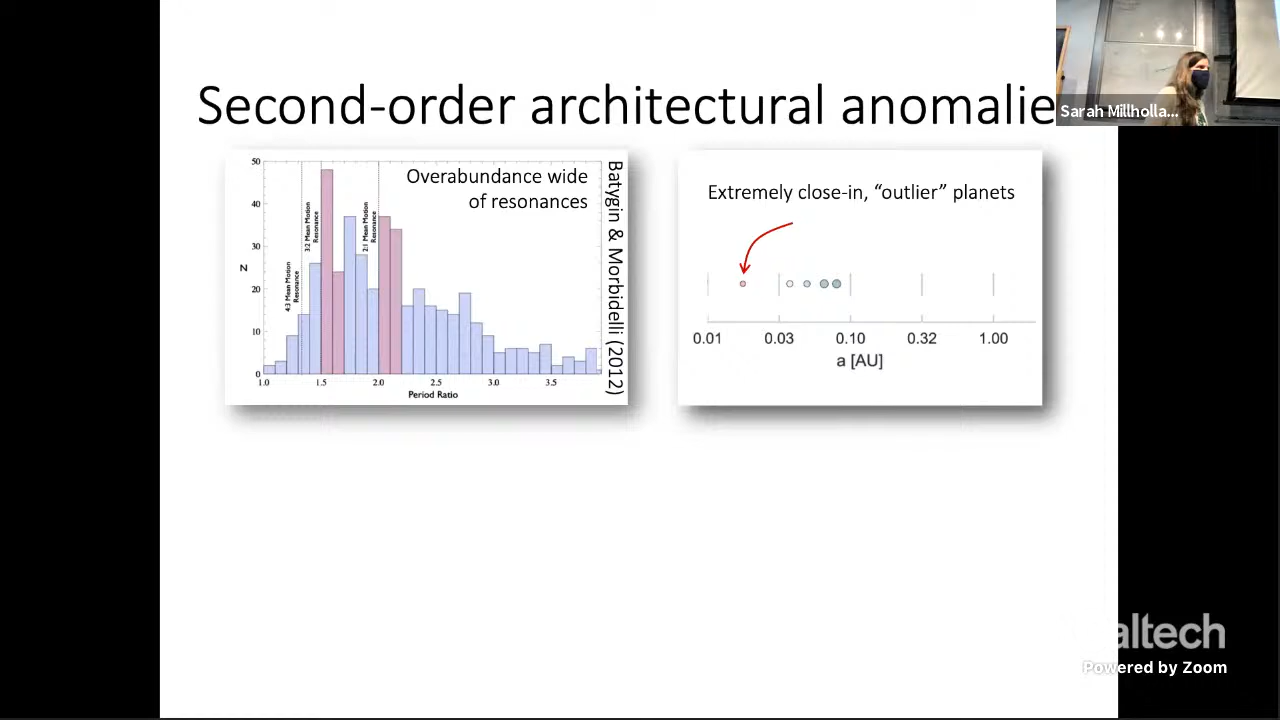 Second-order architectural anomalie
Sarah Millholla...
Overabundance wide
of resonances
Batygin & Morbidelli (2012)
50
40
30
20
10
0
N
4:3 Mean Motion
Resonance
3:2 Mean Motion
Resonance
2:1 Mean Motion
Resonance
1.0 1.5 2.0 2.5 3.0 3.5
Period Ratio
Extremely close-in, “outlier” planets
0.01 0.03 0.10 0.32 1.00
a [AU]
altech
Powered by Zoom